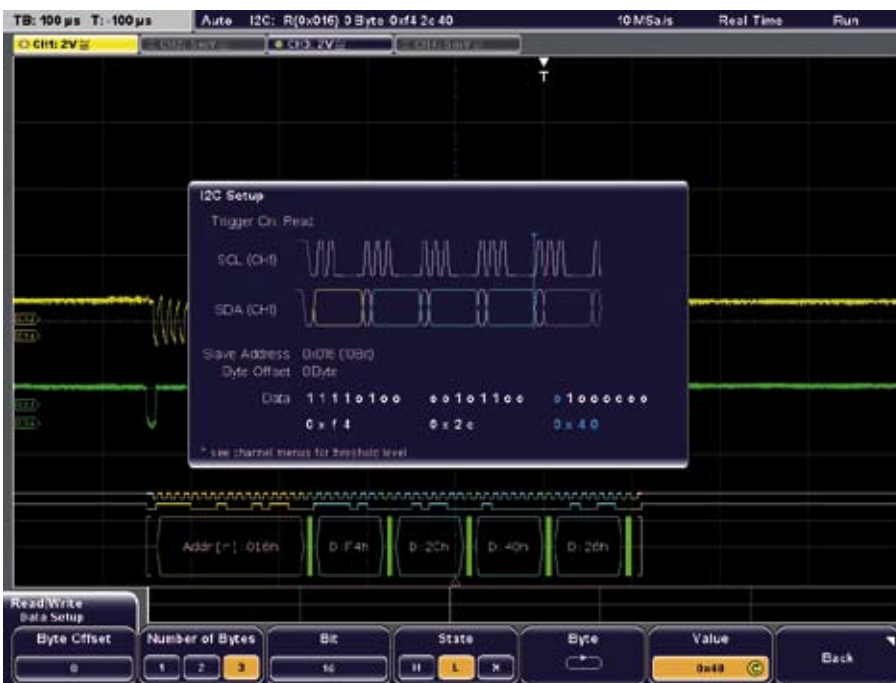 TB: 100 µs T: -100 µs Auto I2C: R(0x016) 0 Byte 0xf4 2c 40 10 MSa/s Real Time Run
CH1: 2V CH2: 5mV CH3: 2V CH4: 5mV
T
I2C Setup
Trigger On: Read
SCL (CH1)
SDA (CH1)
Slave Address 0x016 (10Bit)
Byte Offset 0Byte
Data 11110100 00101100 01000000
0xf4 0x2c 0x40
* see channel menus for threshold level
Addr [r] :016h D:F4h D:2Ch D:40h D:26h
Read/Write
Data Setup
Byte Offset Number of Bytes Bit State Byte Value Back
0 1 2 3 16 H L X 0x40